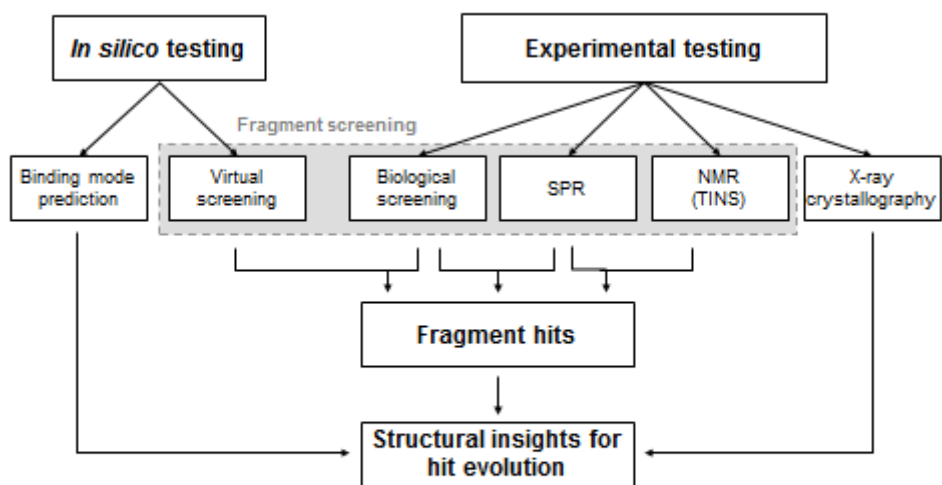 In silico testing
Experimental testing
Fragment screening
Binding mode
prediction
Virtual
screening
Biological
screening
SPR
NMR
(TINS)
X-ray
crystallography
Fragment hits
Structural insights for
hit evolution